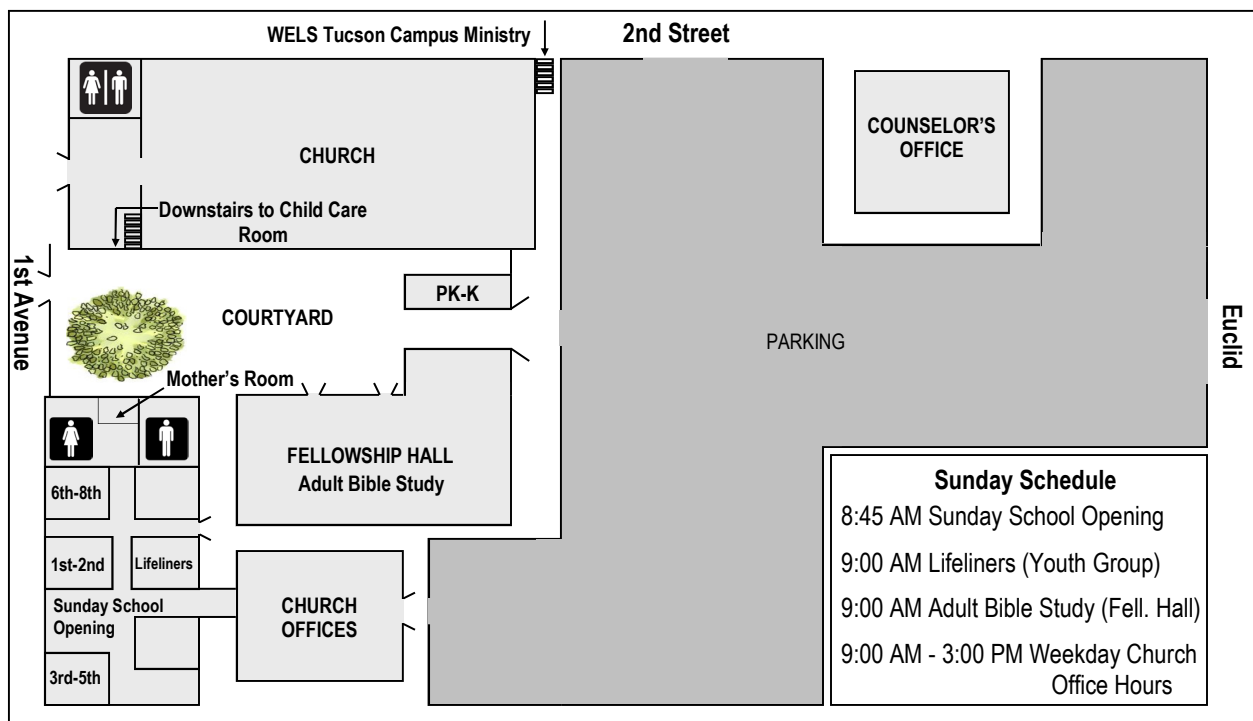 WELS Tucson Campus Ministry
2nd Street
COUNSELOR'S
OFFICE
CHURCH
Downstairs to Child Care
Room
1st Avenue
PK-K
COURTYARD
PARKING
Euclid
Mother's Room
FELLOWSHIP HALL
Adult Bible Study
6th-8th
1st-2nd
Lifeliners
Sunday School
Opening
3rd-5th
CHURCH
OFFICES
Sunday Schedule
8:45 AM Sunday School Opening
9:00 AM Lifeliners (Youth Group)
9:00 AM Adult Bible Study (Fell. Hall)
9:00 AM - 3:00 PM Weekday Church
Office Hours